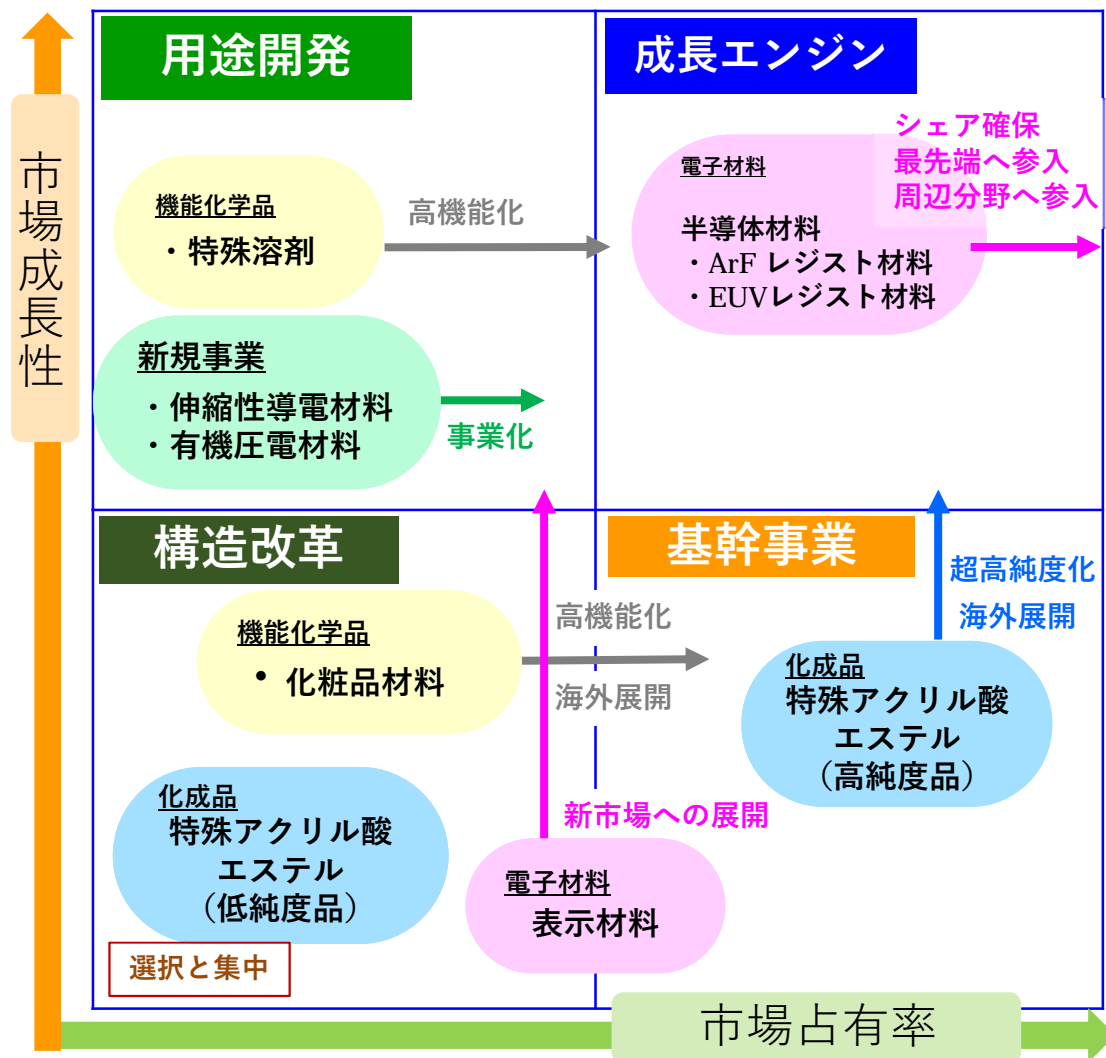 市場成長性
用途開発
機能化学品
・特殊溶剤
高機能化
新規事業
・伸縮性導電材料
・有機圧電材料
事業化
成長エンジン
シェア確保
最先端へ参入
周辺分野へ参入
電子材料
半導体材料
・ArF レジスト材料
・EUVレジスト材料
構造改革
機能化学品
• 化粧品材料
高機能化
海外展開
化成品
特殊アクリル酸
エステル
（低純度品）
選択と集中
新市場への展開
電子材料
表示材料
基幹事業
超高純度化
海外展開
化成品
特殊アクリル酸
エステル
（高純度品）
市場占有率